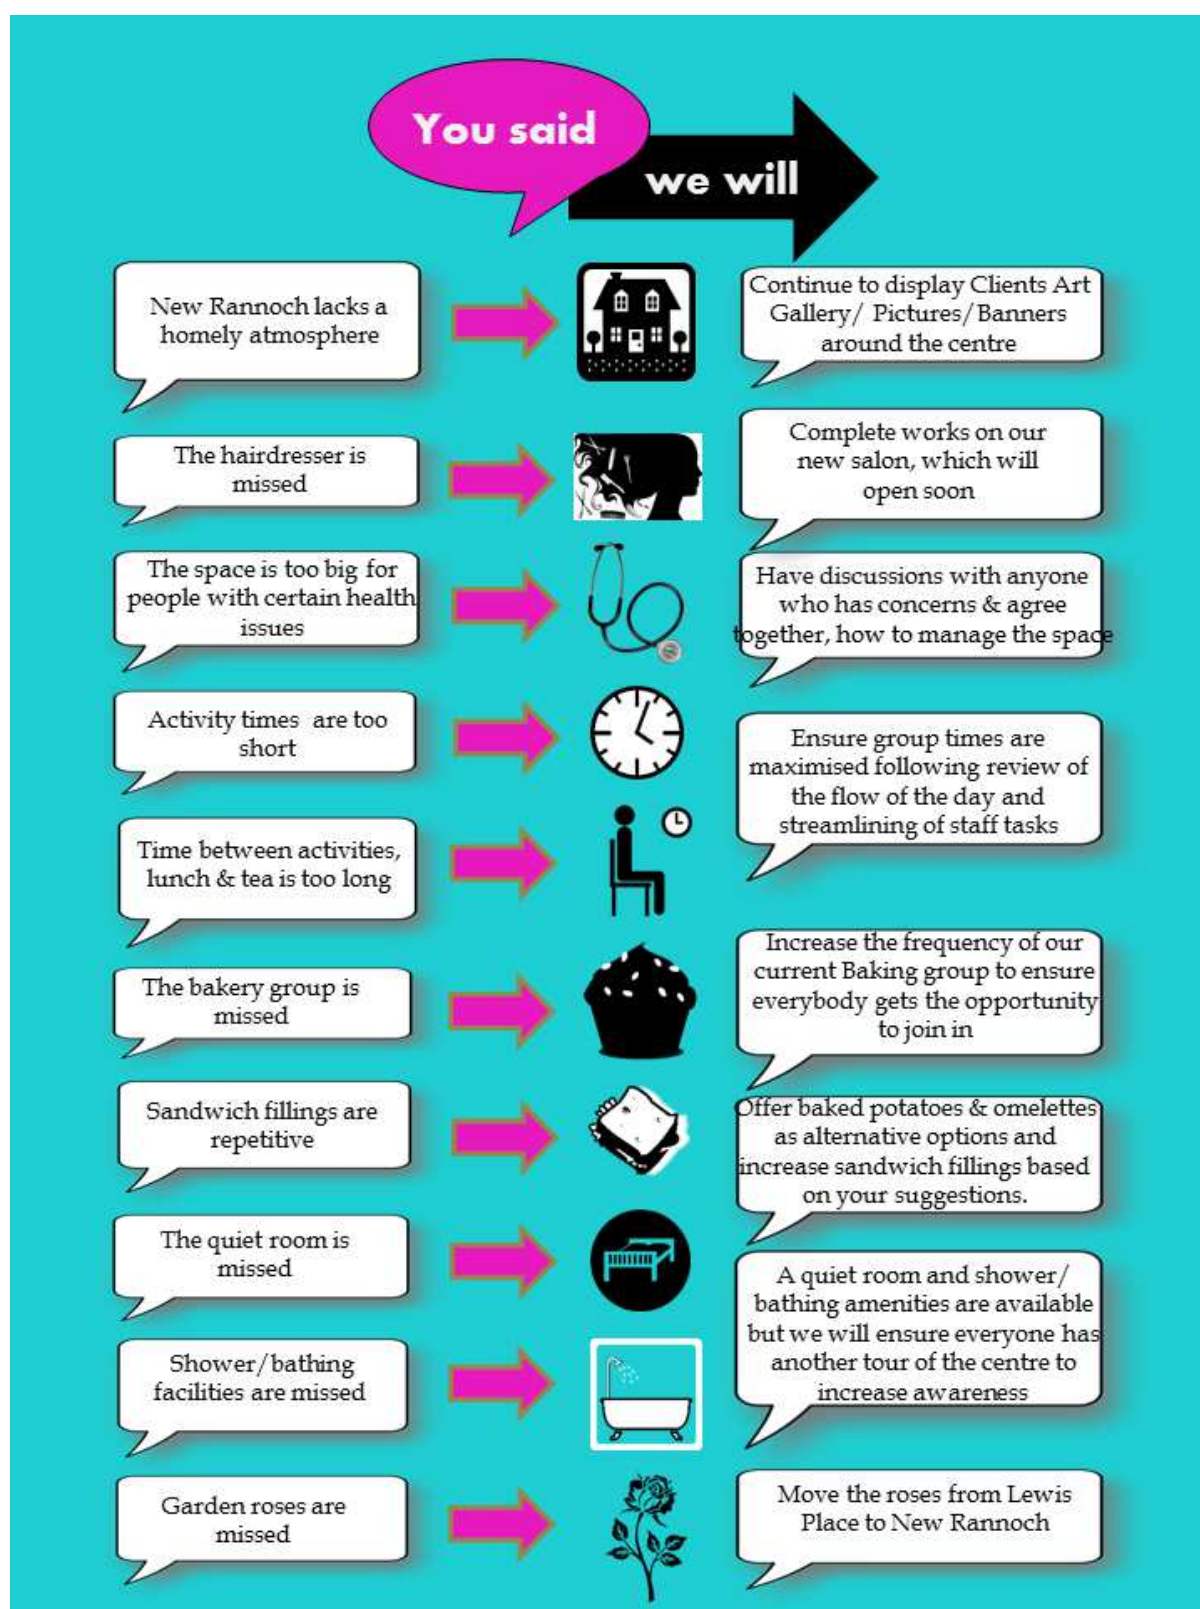 You said
we will
New Rannoch lacks a
homely atmosphere
Continue to display Clients Art
Gallery/ Pictures/Banners
around the centre
The hairdresser is
missed
Complete works on our
new salon, which will
open soon
The space is too big for
people with certain health
issues
Have discussions with anyone
who has concerns & agree
together, how to manage the space
Activity times are too
short
Time between activities,
lunch & tea is too long
Ensure group times are
maximised following review of
the flow of the day and
streamlining of staff tasks
The bakery group is
missed
Increase the frequency of our
current Baking group to ensure
everybody gets the opportunity
to join in
Sandwich fillings are
repetitive
Offer baked potatoes & omelettes
as alternative options and
increase sandwich fillings based
on your suggestions.
The quiet room is
missed
Shower/bathing
facilities are missed
A quiet room and shower/
bathing amenities are available
but we will ensure everyone has
another tour of the centre to
increase awareness
Garden roses are
missed
Move the roses from Lewis
Place to New Rannoch